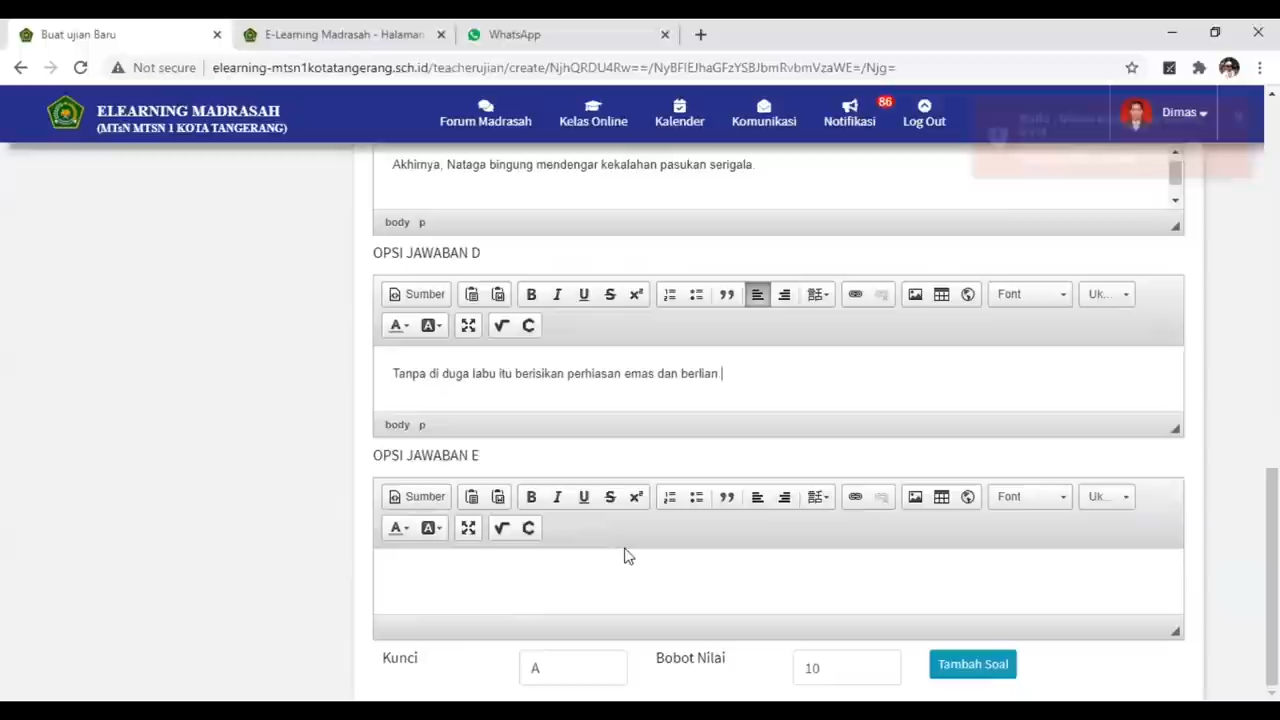 Buat ujian Baru
E-Learning Madrasah - Halaman
WhatsApp
Not secure
elearning-mtsn1kotatangerang.sch.id/teacherujian/create/NjhQRDU4Rw==/NyBFIEJhaGFzYSBJbmRvbmVzaWE=/Njg=
ELEARNING MADRASAH
(MTsN MTSN 1 KOTA TANGERANG)
Forum Madrasah
Kelas Online
Kalender
Komunikasi
Notifikasi
86
Log Out
Dimas
Akhirnya, Nataga bingung mendengar kekalahan pasukan serigala.
body p
OPSI JAWABAN D
Sumber
B I U S
Font
Uk...
Tanpa di duga labu itu berisikan perhiasan emas dan berlian
body p
OPSI JAWABAN E
Sumber
B I U S
Font
Uk...
Kunci
A
Bobot Nilai
10
Tambah Soal